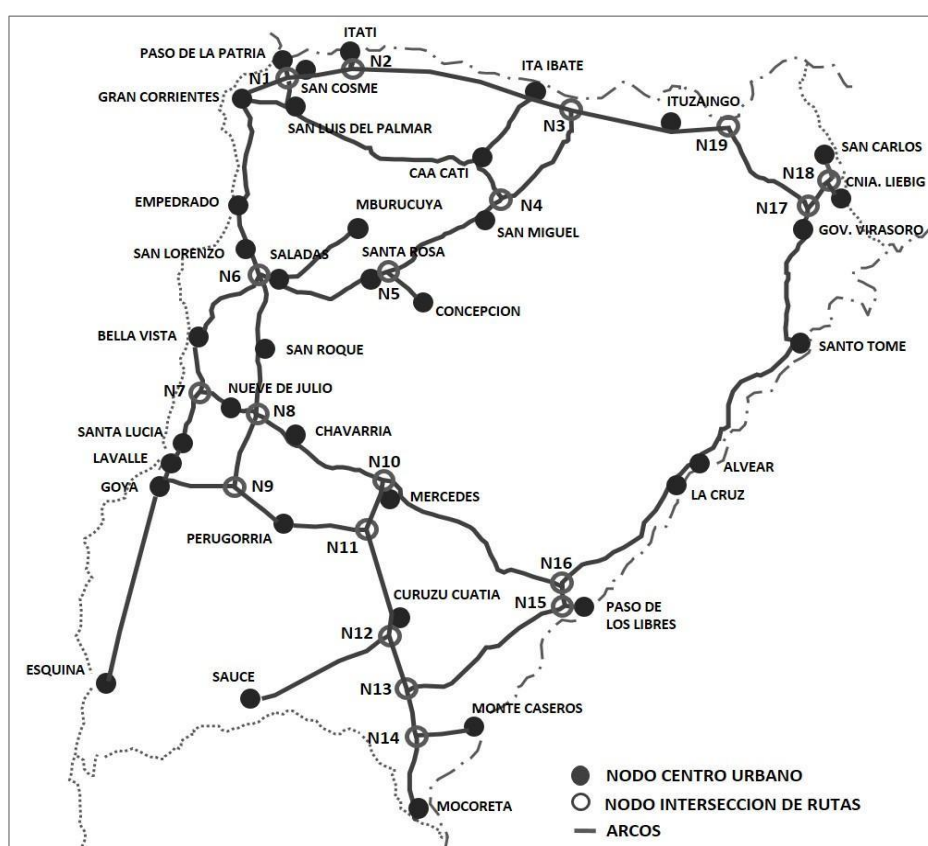 ITATI
PASO DE LA PATRIA
N2
N1
ITA IBATE
SAN COSME
GRAN CORRIENTES
ITUZAINGO
SAN LUIS DEL PALMAR
N3
N19
SAN CARLOS
CAA CATI
N18
CNIA. LIEBIG
N4
EMPEDRADO
MBURUCUYA
N17
SAN MIGUEL
GOV. VIRASORO
SAN LORENZO
SALADAS
SANTA ROSA
N6
N5
CONCEPCION
BELLA VISTA
SAN ROQUE
SANTO TOME
N7
NUEVE DE JULIO
N8
SANTA LUCIA
CHAVARRIA
LAVALLE
N10
ALVEAR
GOYA
N9
MERCEDES
LA CRUZ
PERUGORRIA
N11
N16
CURUZU CUATIA
N15
PASO DE
LOS LIBRES
N12
ESQUINA
SAUCE
N13
MONTE CASEROS
N14
NODO CENTRO URBANO
MOCORETA
NODO INTERSECCION DE RUTAS
ARCOS